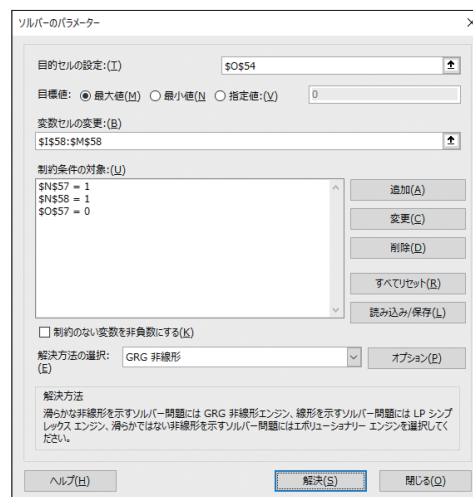 ソルバーのパラメーター
目的セルの設定:(T)
$O$54
目標値:
最大値(M)
最小値(N
指定値:(V)
0
変数セルの変更:(B)
$I$58:$M$58
制約条件の対象:(U)
$N$57 = 1
$N$58 = 1
$O$57 = 0
追加(A)
変更(C)
削除(D)
すべてリセット(R)
読み込み/保存(L)
制約のない変数を非負数にする(K)
解決方法の選択:
(E)
GRG 非線形
オプション(P)
解決方法
滑らかな非線形を示すソルバー問題には GRG 非線形エンジン、線形を示すソルバー問題には LP シンプ
レックス エンジン、滑らかではない非線形を示すソルバー問題にはエボリューショナリー エンジンを選択してく
ださい。
ヘルプ(H)
解決(S)
閉じる(O)